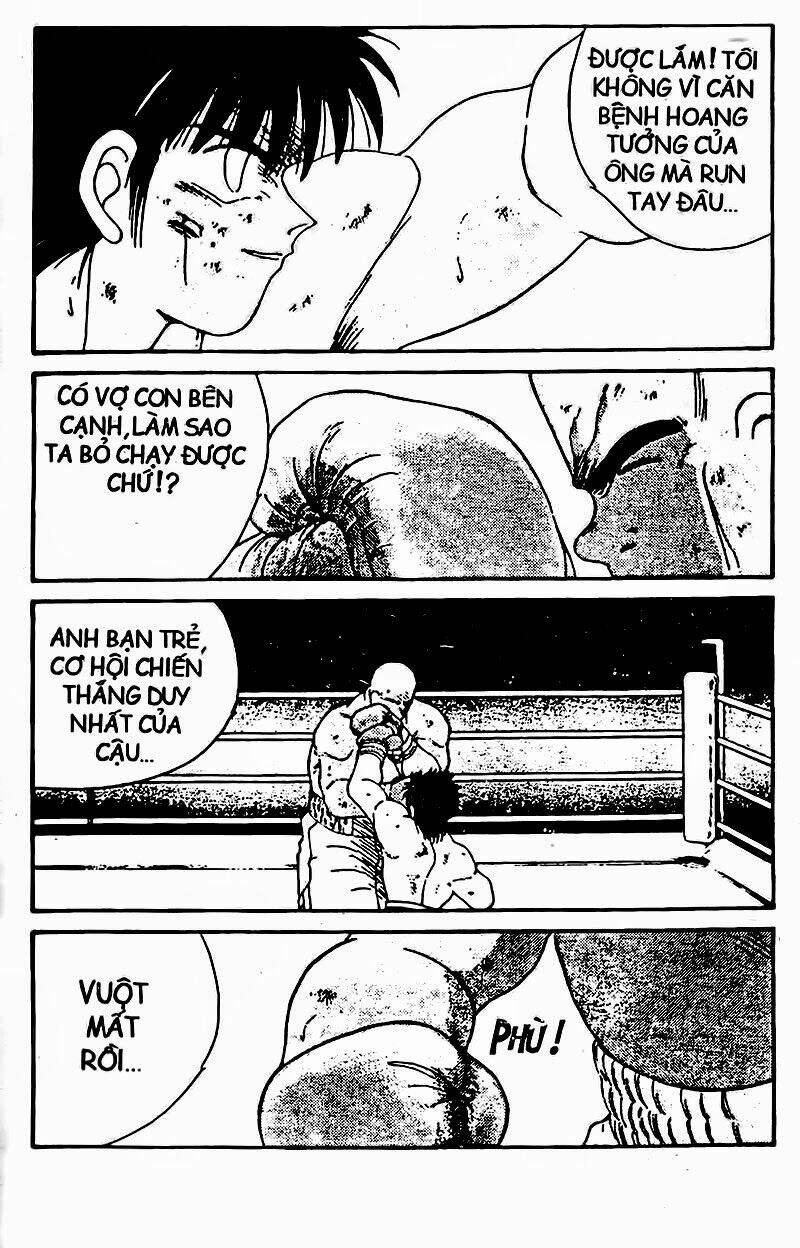 ĐƯỢC LẮM! TÔI
KHÔNG VÌ CĂN
BỆNH HOANG
TƯỞNG CỦA
ÔNG MÀ RUN
TAY ĐÂU...
CÓ VỢ CON BÊN
CẠNH, LÀM SAO
TA BỎ CHẠY ĐƯỢC
CHỨ!?
ANH BẠN TRẺ,
CƠ HỘI CHIẾN
THẮNG DUY
NHẤT CỦA
CẬU...
VUỘT
MẤT
RỒI...
PHÙ!